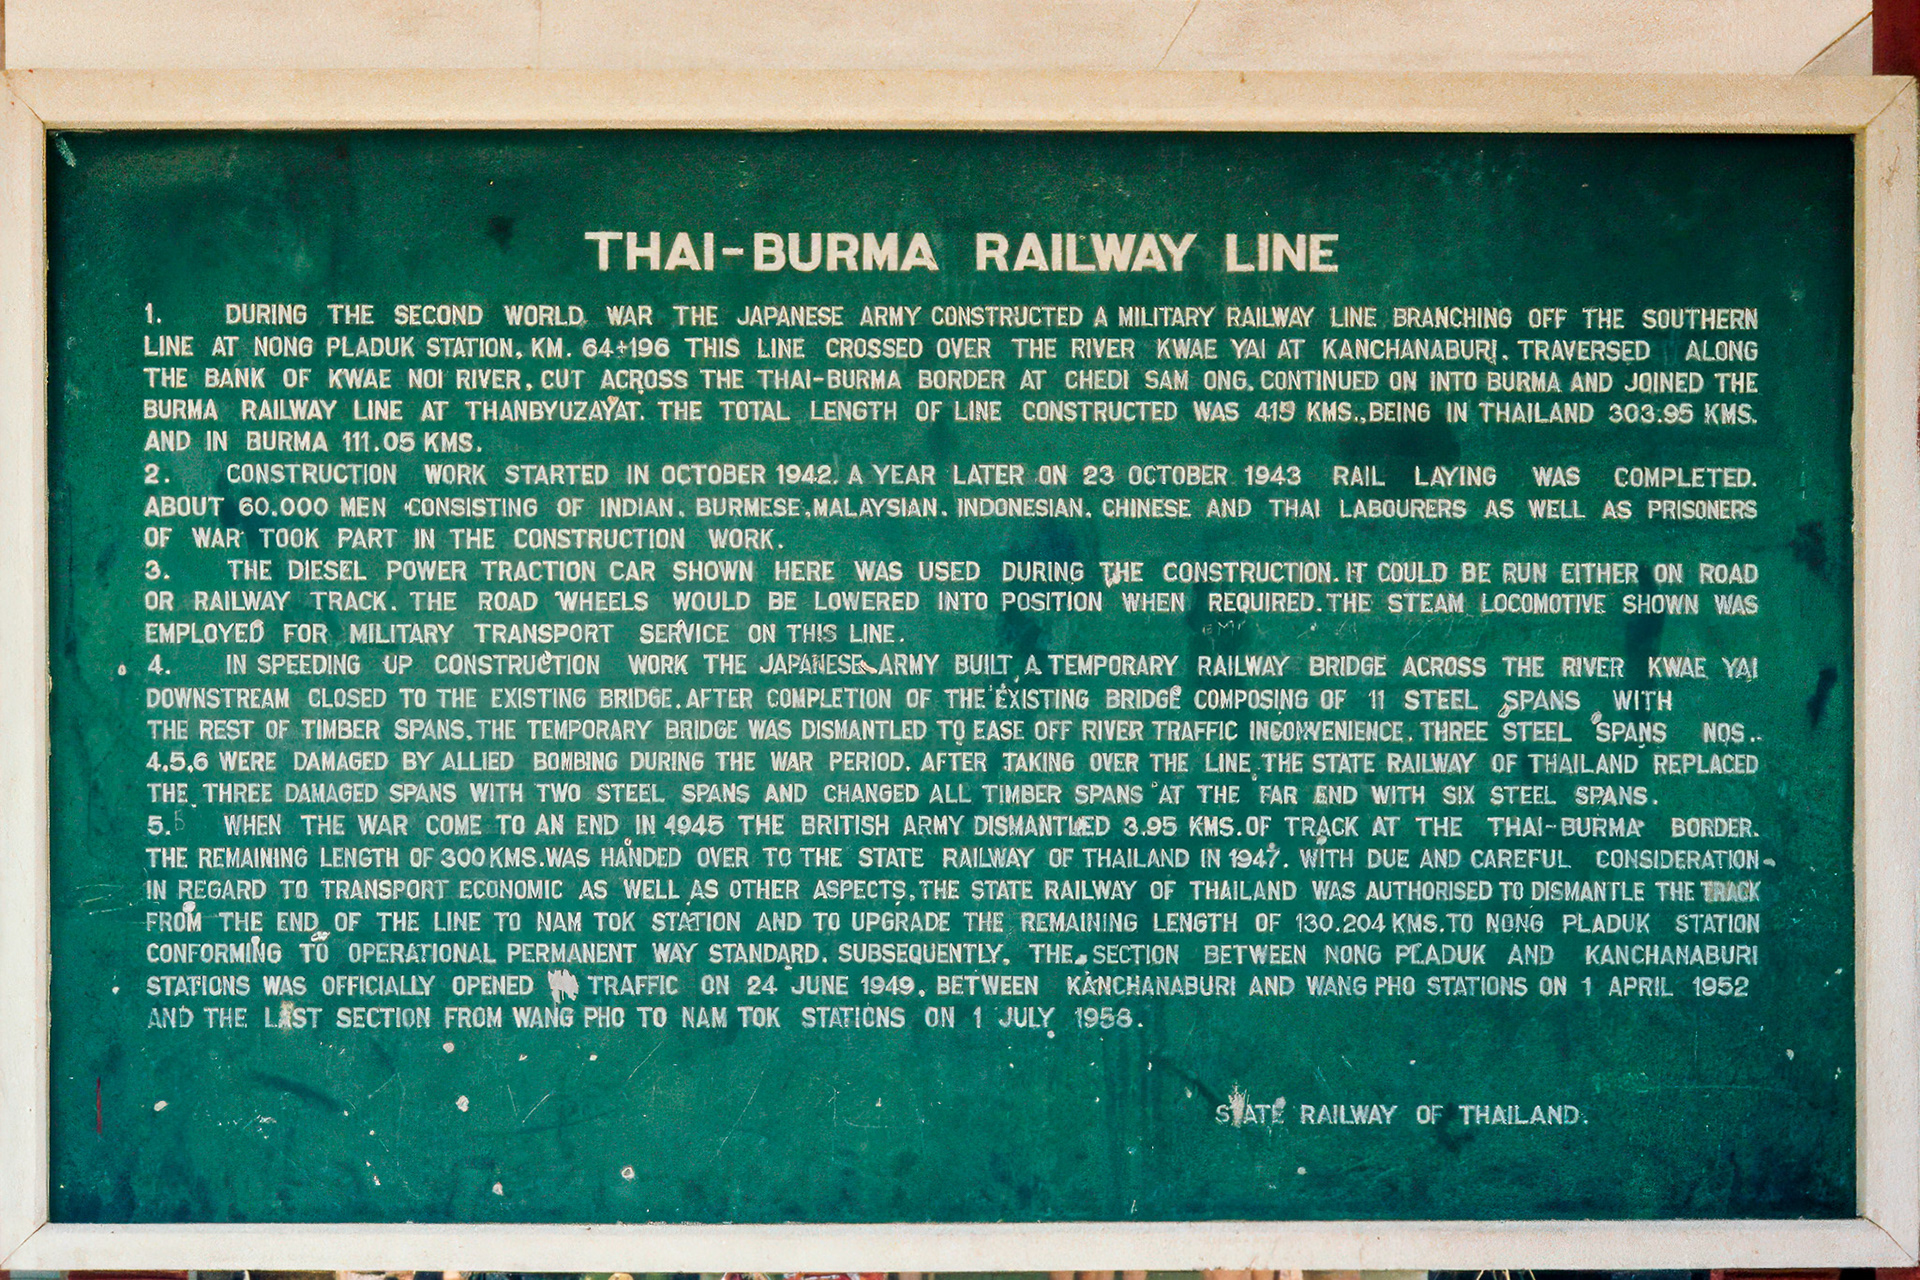 THAI-BURMA RAILWAY LINE
1. DURING THE SECOND WORLD WAR THE JAPANESE ARMY CONSTRUCTED A MILITARY RAILWAY LINE BRANCHING OFF THE SOUTHERN
LINE AT NONG PLADUK STATION, KM. 64+196 THIS LINE CROSSED OVER THE RIVER KWAE YAI AT KANCHANABURI, TRAVERSED ALONG
THE BANK OF KWAE NOI RIVER, CUT ACROSS THE THAI-BURMA BORDER AT CHEDI SAM ONG, CONTINUED ON INTO BURMA AND JOINED THE
BURMA RAILWAY LINE AT THANBYUZAYAT. THE TOTAL LENGTH OF LINE CONSTRUCTED WAS 415 KMS., BEING IN THAILAND 303.95 KMS.
AND IN BURMA 111.05 KMS.
2. CONSTRUCTION WORK STARTED IN OCTOBER 1942. A YEAR LATER ON 23 OCTOBER 1943 RAIL LAYING WAS COMPLETED.
ABOUT 60.000 MEN CONSISTING OF INDIAN, BURMESE, MALAYSIAN, INDONESIAN, CHINESE AND THAI LABOURERS AS WELL AS PRISONERS
OF WAR TOOK PART IN THE CONSTRUCTION WORK.
3. THE DIESEL POWER TRACTION CAR SHOWN HERE WAS USED DURING THE CONSTRUCTION. IT COULD BE RUN EITHER ON ROAD
OR RAILWAY TRACK. THE ROAD WHEELS WOULD BE LOWERED INTO POSITION WHEN REQUIRED. THE STEAM LOCOMOTIVE SHOWN WAS
EMPLOYED FOR MILITARY TRANSPORT SERVICE ON THIS LINE.
4. IN SPEEDING UP CONSTRUCTION WORK THE JAPANESE ARMY BUILT A TEMPORARY RAILWAY BRIDGE ACROSS THE RIVER KWAE YAI
DOWNSTREAM CLOSED TO THE EXISTING BRIDGE. AFTER COMPLETION OF THE EXISTING BRIDGE COMPOSING OF 11 STEEL SPANS WITH
THE REST OF TIMBER SPANS, THE TEMPORARY BRIDGE WAS DISMANTLED TO EASE OFF RIVER TRAFFIC INCONVENIENCE. THREE STEEL SPANS NOS.
4,5,6 WERE DAMAGED BY ALLIED BOMBING DURING THE WAR PERIOD. AFTER TAKING OVER THE LINE THE STATE RAILWAY OF THAILAND REPLACED
THE THREE DAMAGED SPANS WITH TWO STEEL SPANS AND CHANGED ALL TIMBER SPANS AT THE FAR END WITH SIX STEEL SPANS.
5. WHEN THE WAR COME TO AN END IN 1945 THE BRITISH ARMY DISMANTLED 3.95 KMS. OF TRACK AT THE THAI-BURMA BORDER.
THE REMAINING LENGTH OF 300 KMS. WAS HANDED OVER TO THE STATE RAILWAY OF THAILAND IN 1947. WITH DUE AND CAREFUL CONSIDERATION
IN REGARD TO TRANSPORT ECONOMIC AS WELL AS OTHER ASPECTS, THE STATE RAILWAY OF THAILAND WAS AUTHORISED TO DISMANTLE THE TRACK
FROM THE END OF THE LINE TO NAM TOK STATION AND TO UPGRADE THE REMAINING LENGTH OF 130.204 KMS. TO NONG PLADUK STATION
CONFORMING TO OPERATIONAL PERMANENT WAY STANDARD. SUBSEQUENTLY, THE SECTION BETWEEN NONG PLADUK AND KANCHANABURI
STATIONS WAS OFFICIALLY OPENED TRAFFIC ON 24 JUNE 1949, BETWEEN KANCHANABURI AND WANG PHO STATIONS ON 1 APRIL 1952
AND THE LAST SECTION FROM WANG PHO TO NAM TOK STATIONS ON 1 JULY 1958.
STATE RAILWAY OF THAILAND.